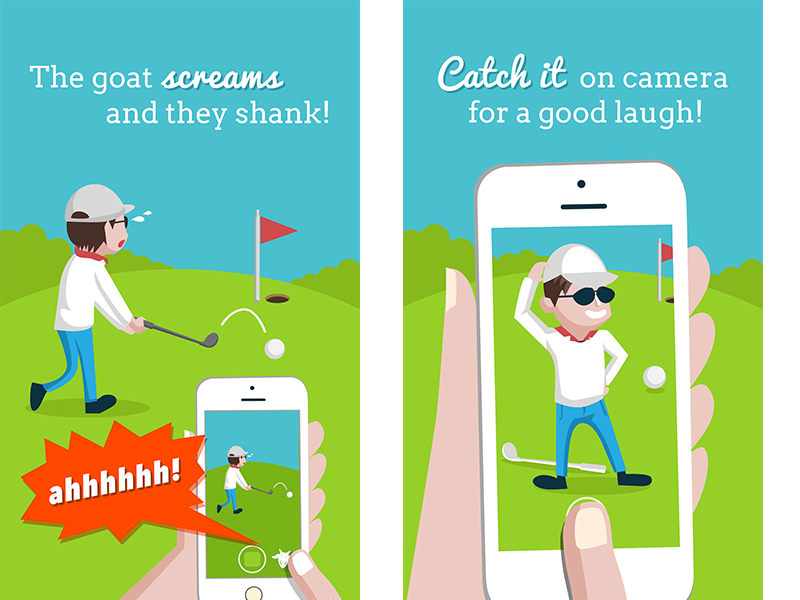 The goat screams
and they shank!
ahhhhhh!
Catch it on camera
for a good laugh!